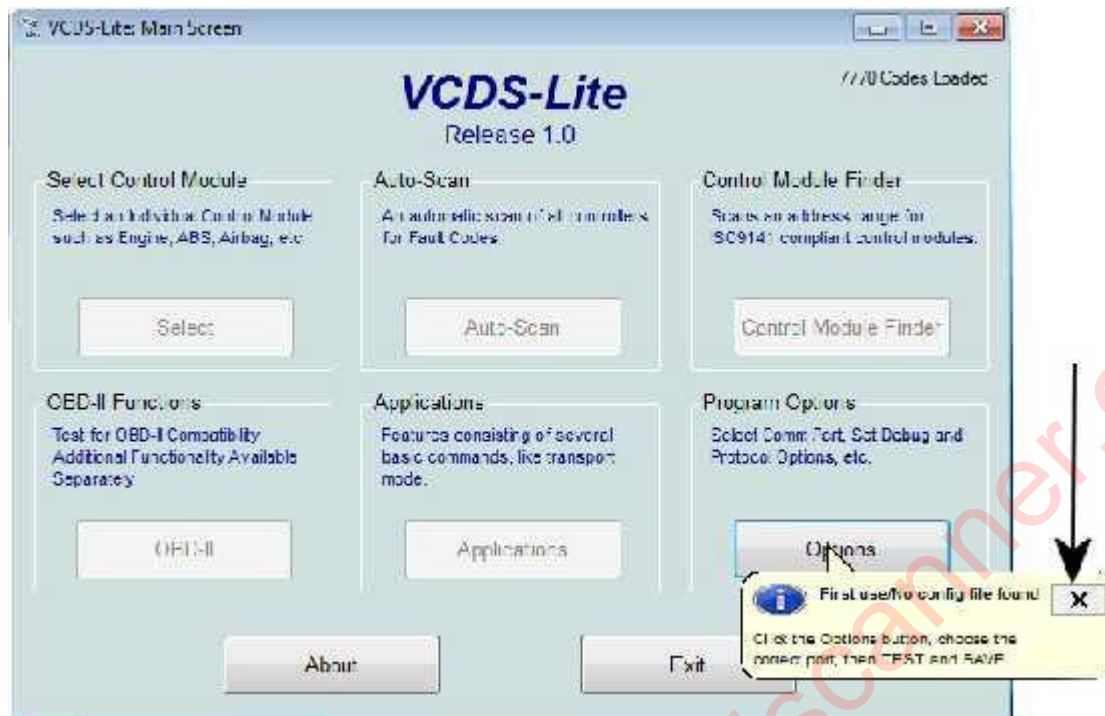 VCDS-Lite: Main Screen
VCDS-Lite
7770 Codes Loaded
Release 1.0
Select Control Module
Select an Individual Control Module
such as Engine, ABS, Airbag, etc
Select
Auto-Scan
An automatic scan of all controllers
for Fault Codes
Auto-Scan
Control Module Finder
Scans an address range for
ISO9141 compliant control modules.
Control Module Finder
OBD-II Functions
Test for OBD-II Compatibility
Additional Functionality Available
Separately
OBD-II
Applications
Features consisting of several
basic commands, like transport
mode.
Applications
Program Options
Select Comm Port, Set Debug and
Protocol Options, etc.
Options
First use/No config file found
Click the Options button, choose the
correct port, then TEST and SAVE
About
Exit
scanner.